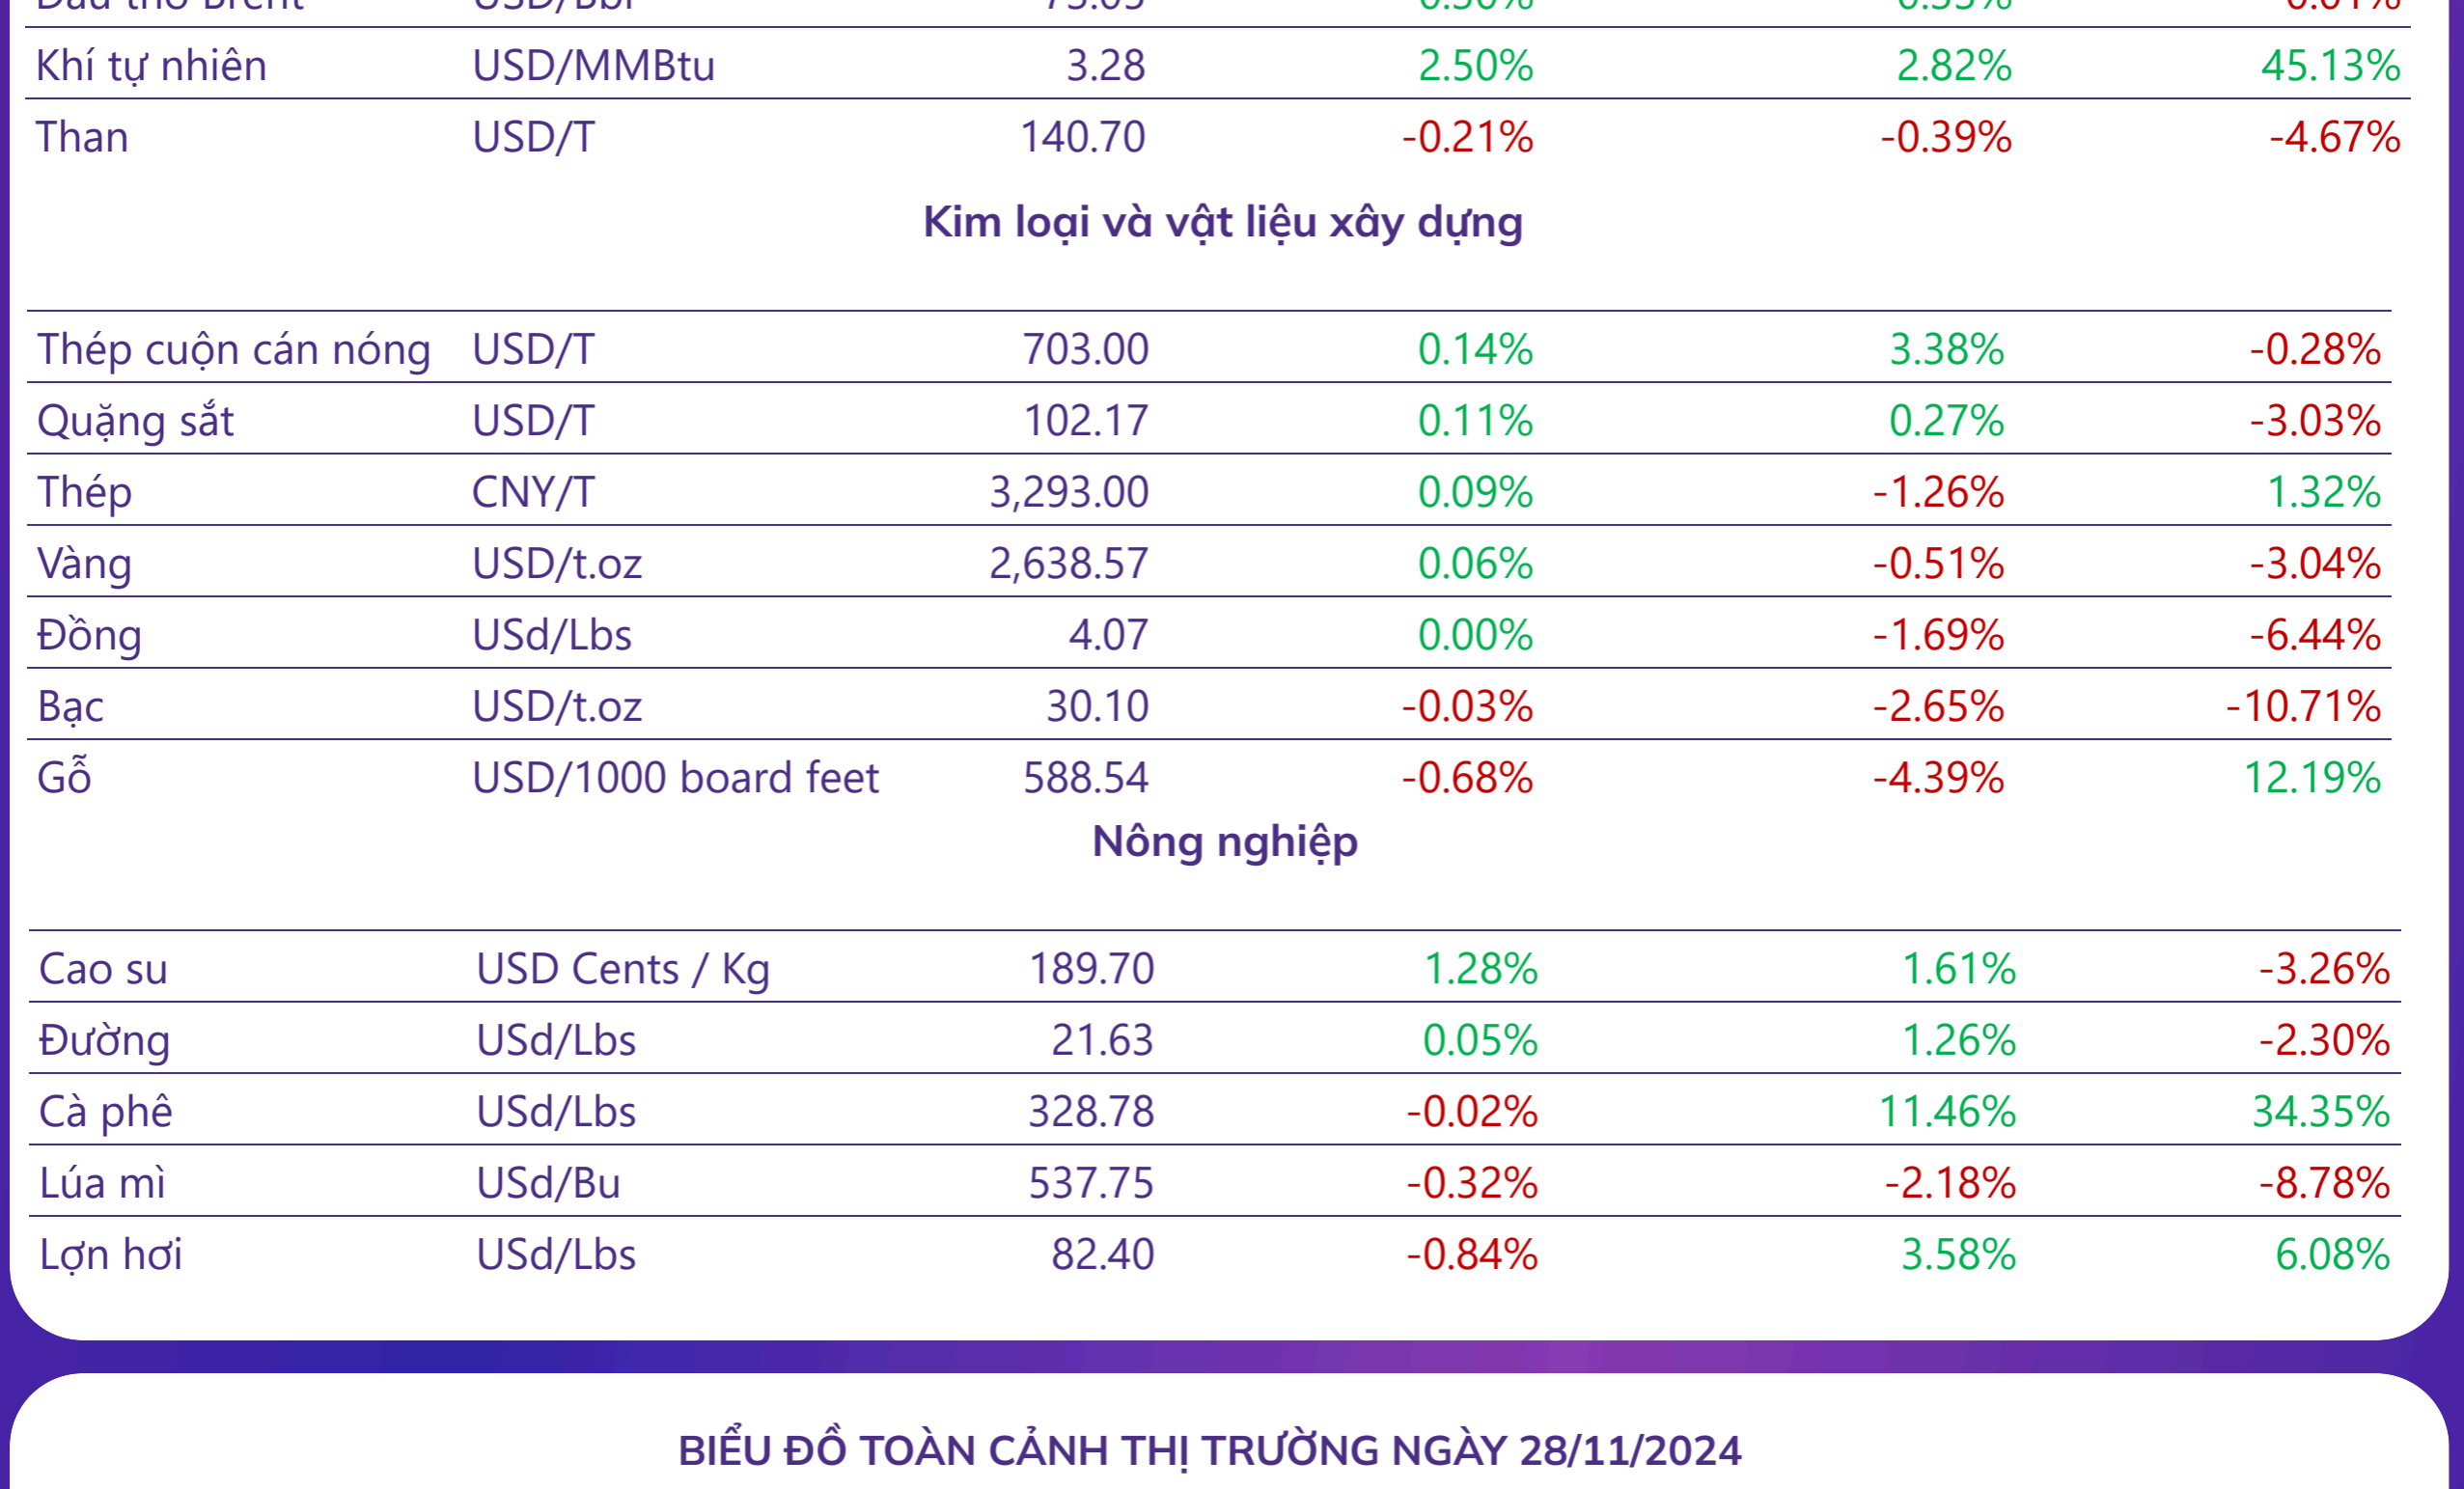 Dầu thô Brent USD/Bbl
Khí tự nhiên USD/MMBtu 3.28 2.50% 2.82% 45.13%
Than USD/T 140.70 -0.21% -0.39% -4.67%
Kim loại và vật liệu xây dựng
Thép cuộn cán nóng USD/T 703.00 0.14% 3.38% -0.28%
Quặng sắt USD/T 102.17 0.11% 0.27% -3.03%
Thép CNY/T 3,293.00 0.09% -1.26% 1.32%
Vàng USD/t.oz 2,638.57 0.06% -0.51% -3.04%
Đồng USd/Lbs 4.07 0.00% -1.69% -6.44%
Bạc USD/t.oz 30.10 -0.03% -2.65% -10.71%
Gỗ USD/1000 board feet 588.54 -0.68% -4.39% 12.19%
Nông nghiệp
Cao su USD Cents / Kg 189.70 1.28% 1.61% -3.26%
Đường USd/Lbs 21.63 0.05% 1.26% -2.30%
Cà phê USd/Lbs 328.78 -0.02% 11.46% 34.35%
Lúa mì USd/Bu 537.75 -0.32% -2.18% -8.78%
Lợn hơi USd/Lbs 82.40 -0.84% 3.58% 6.08%
BIỂU ĐỒ TOÀN CẢNH THỊ TRƯỜNG NGÀY 28/11/2024